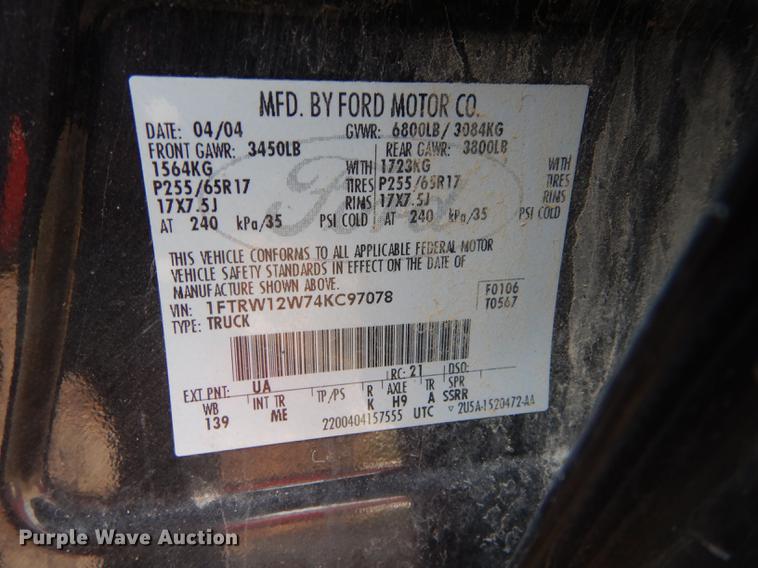 MFD. BY FORD MOTOR CO.
DATE: 04/04 GVWR: 6800LB/ 3084KG
FRONT GAWR: 3450LB REAR GAWR: 3800LB
1564KG WITH 1723KG WITH
P255/65R17 TIRES P255/65R17 TIRES
17X7.5J RIMS 17X7.5J RIMS
AT 240 kPa/35 PSI COLD AT 240 kPa/35 PSI COLD
Ford
THIS VEHICLE CONFORMS TO ALL APPLICABLE FEDERAL MOTOR
VEHICLE SAFETY STANDARDS IN EFFECT ON THE DATE OF
MANUFACTURE SHOWN ABOVE.
VIN: 1FTRW12W74KC97078 F0106
TYPE: TRUCK T0567
EXT PNT: UA RC: 21 DSO:
WB INT TR TP/PS R AXLE TR SPR
139 ME K H9 A SSRR
2200404157555 UTC ▽ 2U5A-1520472-AA
Purple Wave Auction